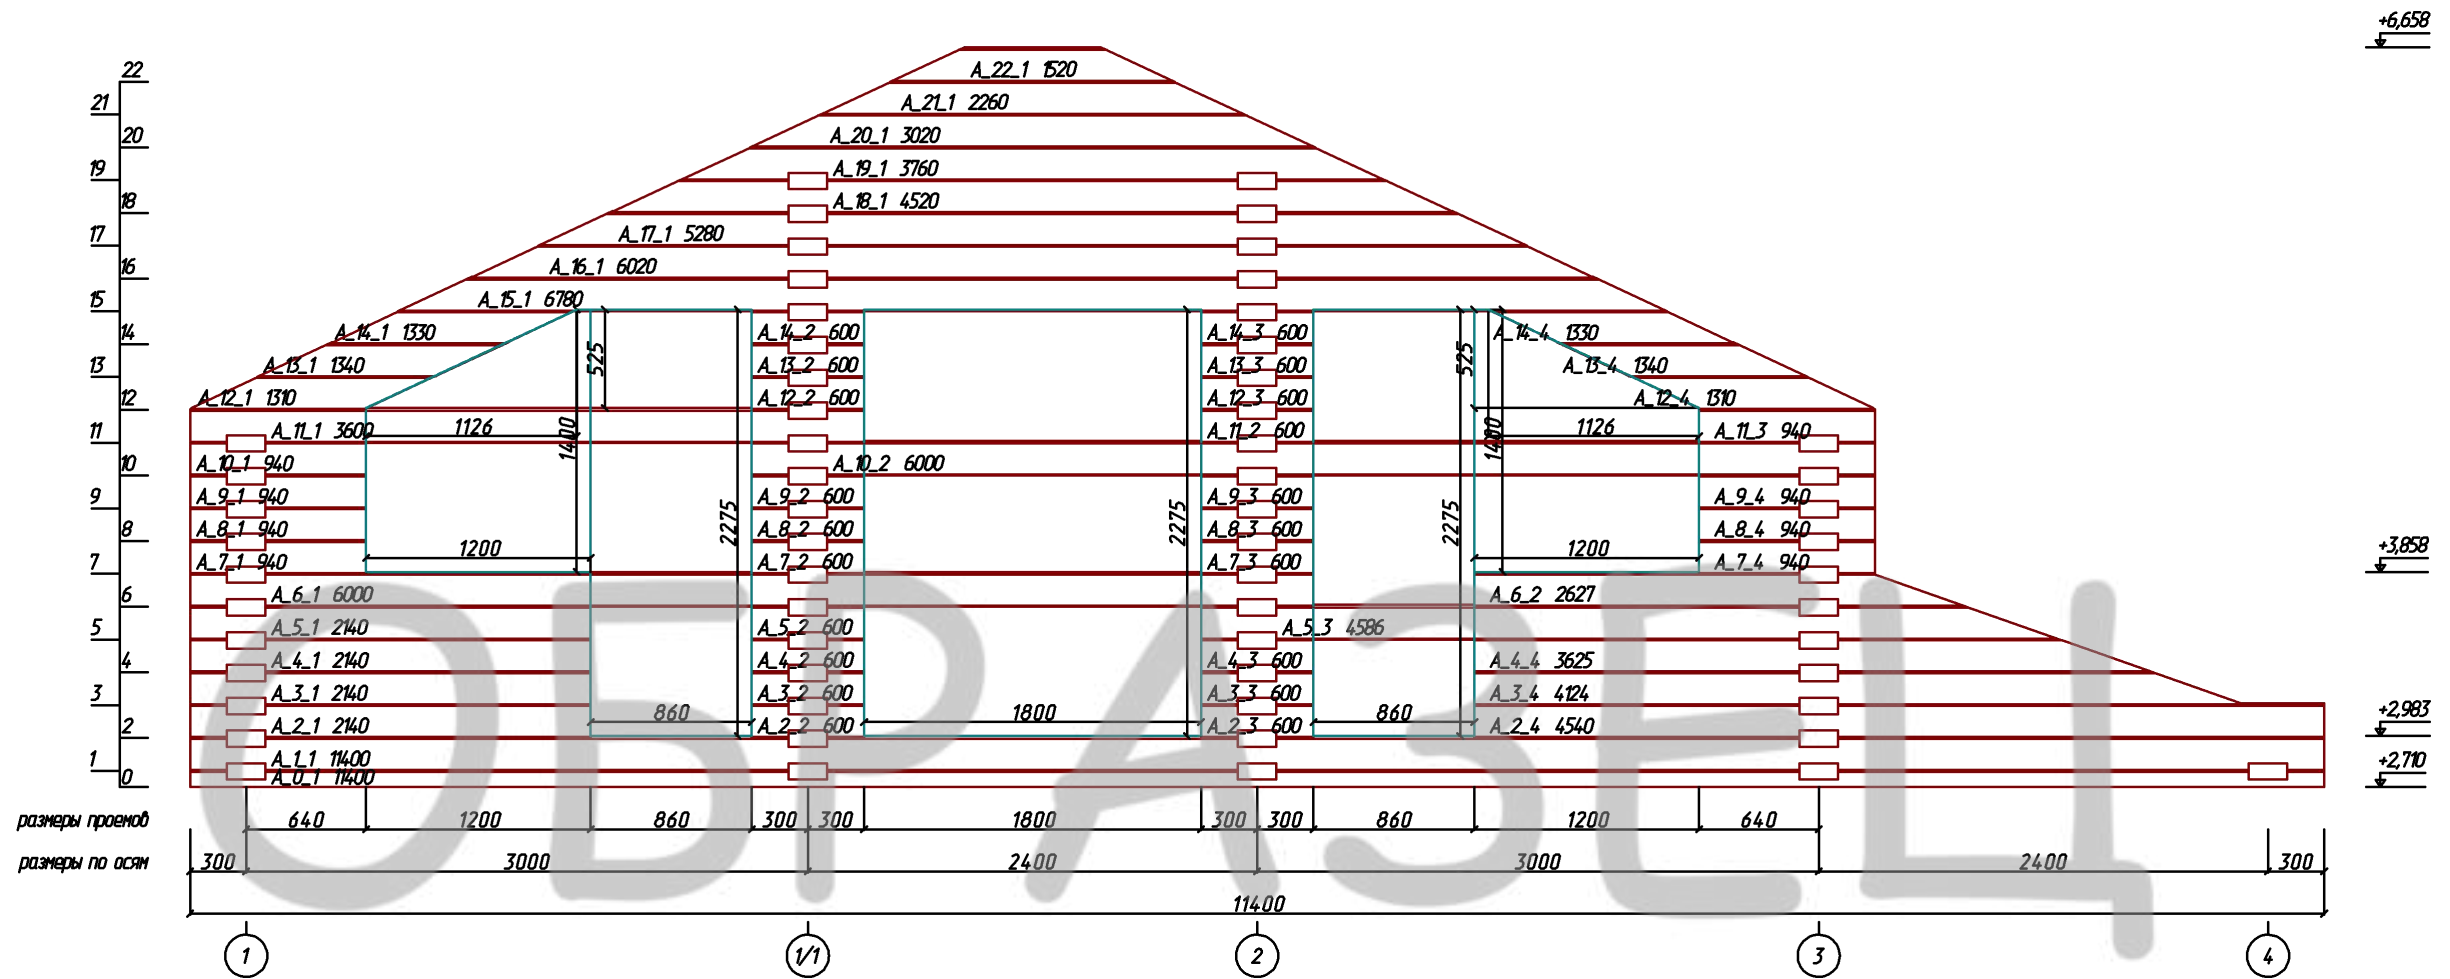 +6,658
22 A_22_1 1520
21 A_21_1 2260
20 A_20_1 3020
19 A_19_1 3760
18 A_18_1 4520
17 A_17_1 5280
16 A_16_1 6020
15 A_15_1 6780
14 A_14_1 1330 A_14_2 600 A_14_3 600 A_14_4 1330
525 525
13 A_13_1 1340 A_13_2 600 A_13_3 600 A_13_4 1340
12 A_12_1 1310 A_12_2 600 A_12_3 600 A_12_4 1310
11 A_11_1 3600 1126 A_11_2 600 1126 A_11_3 940
1400 1400
10 A_10_1 940 A_10_2 6000
9 A_9_1 940 A_9_2 600 A_9_3 600 A_9_4 940
2275 2275 2275
8 A_8_1 940 A_8_2 600 A_8_3 600 A_8_4 940
1200 1200 +3,858
7 A_7_1 940 A_7_2 600 A_7_3 600 A_7_4 940
6 A_6_1 6000 A_6_2 2627
5 A_5_1 2140 A_5_2 600 A_5_3 4586
4 A_4_1 2140 A_4_2 600 A_4_3 600 A_4_4 3625
3 A_3_1 2140 A_3_2 600 A_3_3 600 A_3_4 4124
860 1800 860 +2,983
2 A_2_1 2140 A_2_2 600 A_2_3 600 A_2_4 4540
1 A_1_1 11400 +2,710
0 A_0_1 11400
ОБРАЗЕЦ
размеры проемов 640 1200 860 300 300 1800 300 300 860 1200 640
размеры по осям 300 3000 2400 3000 2400 300
11400
1 1/1 2 3 4